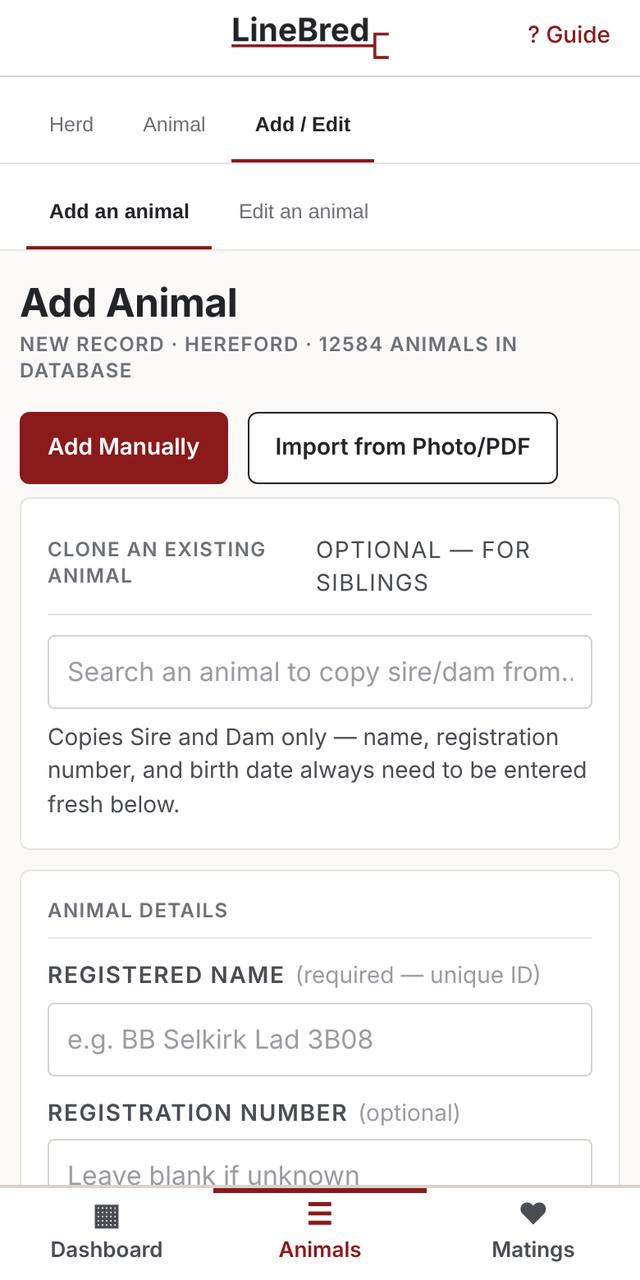 LineBred
? Guide
Herd Animal Add / Edit
Add an animal Edit an animal
Add Animal
NEW RECORD · HEREFORD · 12584 ANIMALS IN
DATABASE
Add Manually Import from Photo/PDF
CLONE AN EXISTING
ANIMAL
OPTIONAL — FOR
SIBLINGS
Search an animal to copy sire/dam from..
Copies Sire and Dam only — name, registration
number, and birth date always need to be entered
fresh below.
ANIMAL DETAILS
REGISTERED NAME (required — unique ID)
e.g. BB Selkirk Lad 3B08
REGISTRATION NUMBER (optional)
Leave blank if unknown
Dashboard Animals Matings